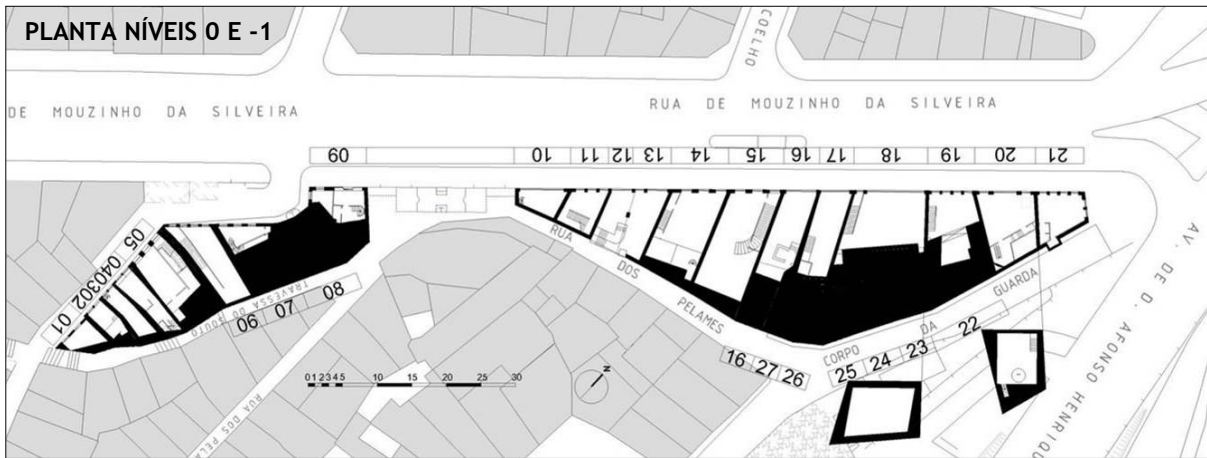 PLANTA NÍVEIS 0 E -1
COELHO
DE MOUZINHO DA SILVEIRA
RUA DE MOUZINHO DA SILVEIRA
09
10 11 12 13 14 15 16 17 18 19 20 21
05
04 03 02 01
RUA DOS PELAMES
CORPO DA GUARDA
AV. DE D. AFONSO HENRIQU
TRAVESSA DO SOUTO
06 07 08
RUA DOS PELA
16 27 26
25 24 23 22
0 1 2 3 4 5 10 15 20 25 30
N